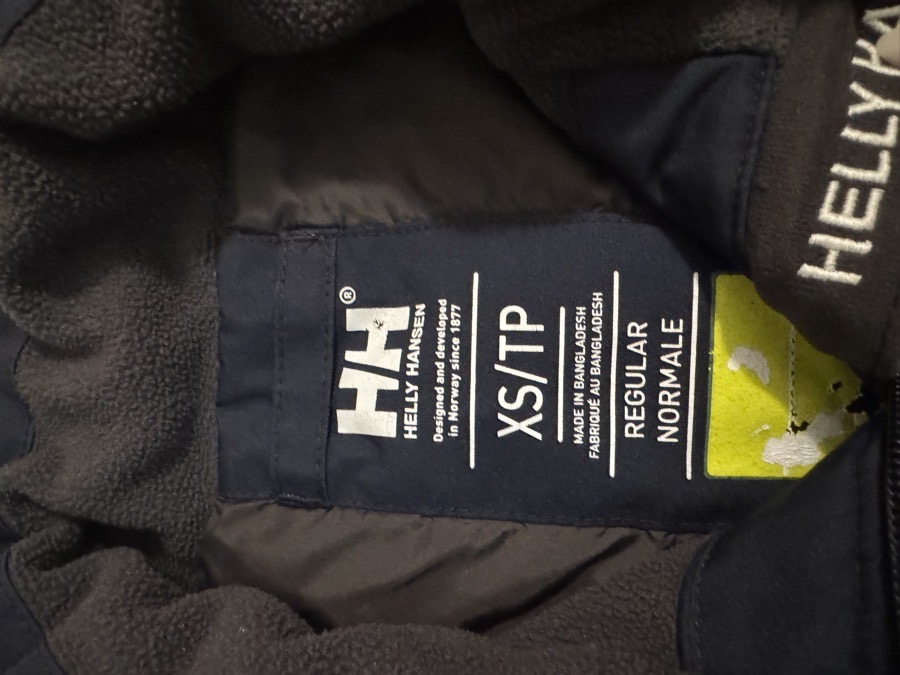 HH®
HELLY HANSEN
Designed and developed
in Norway since 1877
XS/TP
MADE IN BANGLADESH
FABRIQUÉ AU BANGLADESH
REGULAR
NORMALE
HELLY